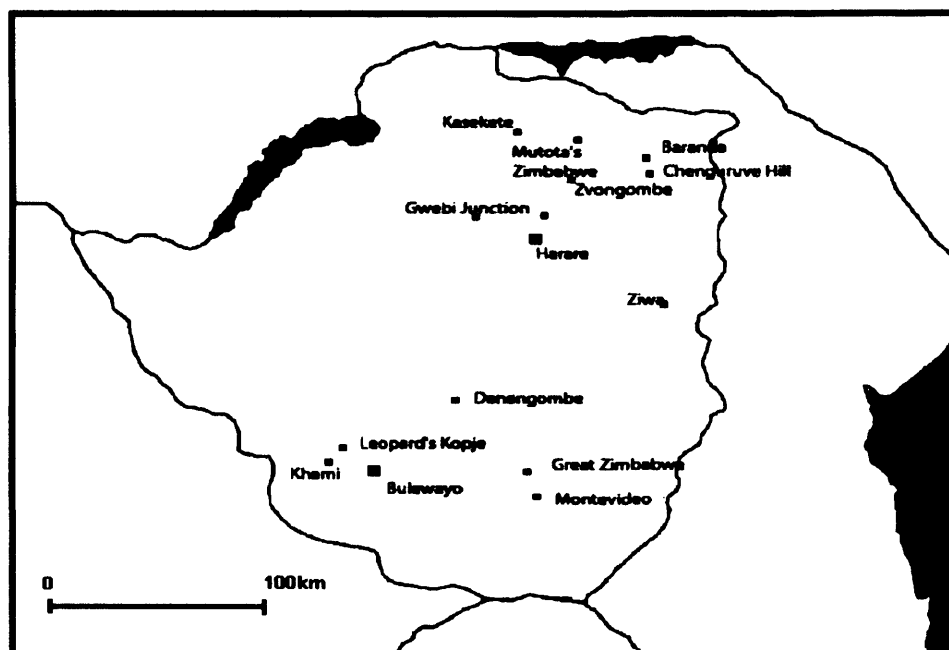 Kasekete
Mutota's
Zimbabwe
Baranda
Chenguruve Hill
Zvongombe
Gwebi Junction
Harare
Ziwa
Danangombe
Leopard's Kopje
Khami
Bulawayo
Great Zimbabwe
Montevideo
0
100km